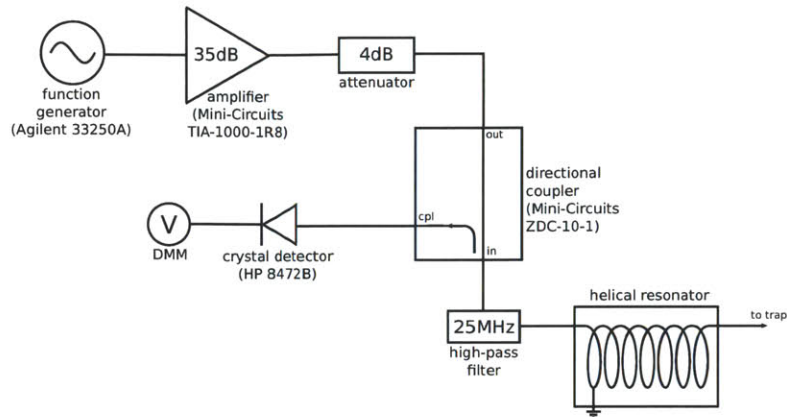 35dB
4dB
attenuator
function
generator
(Agilent 33250A)
amplifier
(Mini-Circuits
TIA-1000-1R8)
out
directional
coupler
(Mini-Circuits
ZDC-10-1)
cpl
in
V
DMM
crystal detector
(HP 8472B)
helical resonator
to trap
25MHz
high-pass
filter